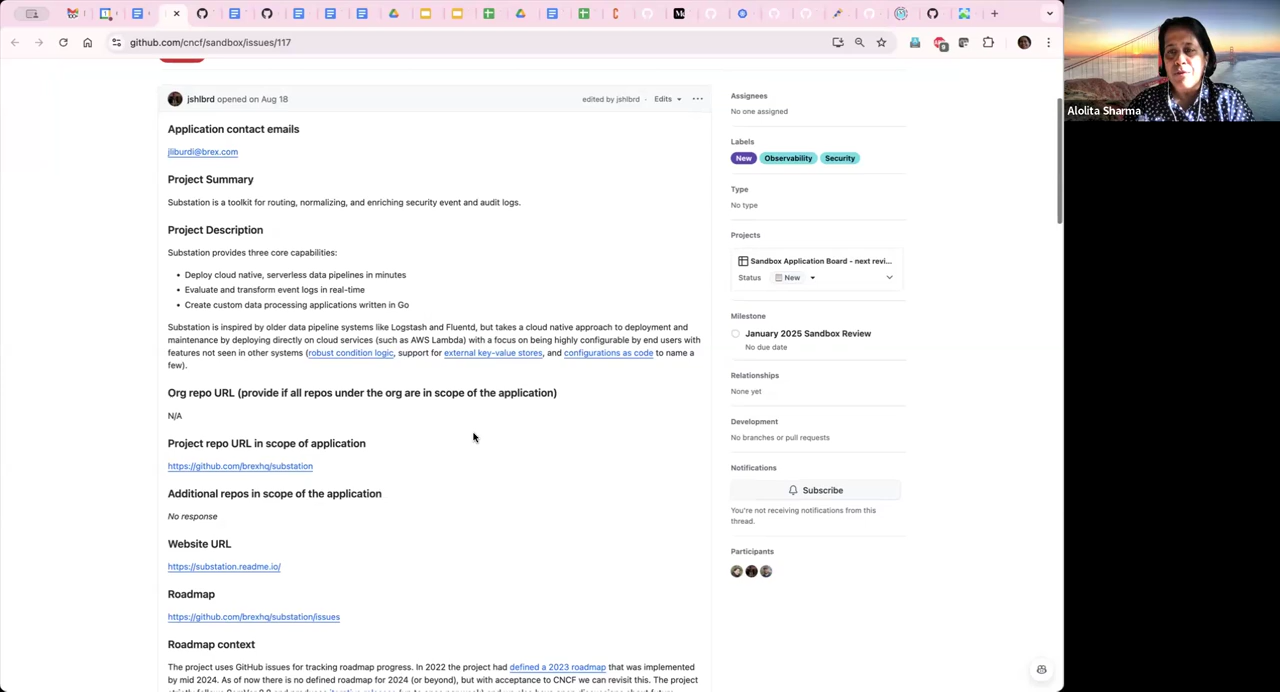 github.com/cncf/sandbox/issues/117
Alolita Sharma
jshlbrd opened on Aug 18
edited by jshlbrd · Edits
Application contact emails
jliburdi@brex.com
Project Summary
Substation is a toolkit for routing, normalizing, and enriching security event and audit logs.
Project Description
Substation provides three core capabilities:
• Deploy cloud native, serverless data pipelines in minutes
• Evaluate and transform event logs in real-time
• Create custom data processing applications written in Go
Substation is inspired by older data pipeline systems like Logstash and Fluentd, but takes a cloud native approach to deployment and
maintenance by deploying directly on cloud services (such as AWS Lambda) with a focus on being highly configurable by end users with
features not seen in other systems (robust condition logic, support for external key-value stores, and configurations as code to name a
few).
Org repo URL (provide if all repos under the org are in scope of the application)
N/A
Project repo URL in scope of application
https://github.com/brexhq/substation
Additional repos in scope of the application
No response
Website URL
https://substation.readme.io/
Roadmap
https://github.com/brexhq/substation/issues
Roadmap context
The project uses GitHub issues for tracking roadmap progress. In 2022 the project had defined a 2023 roadmap that was implemented
by mid 2024. As of now there is no defined roadmap for 2024 (or beyond), but with acceptance to CNCF we can revisit this. The project
Assignees
No one assigned
Labels
New Observability Security
Type
No type
Projects
Sandbox Application Board - next revi...
Status New
Milestone
January 2025 Sandbox Review
No due date
Relationships
None yet
Development
No branches or pull requests
Notifications
Subscribe
You're not receiving notifications from this
thread.
Participants